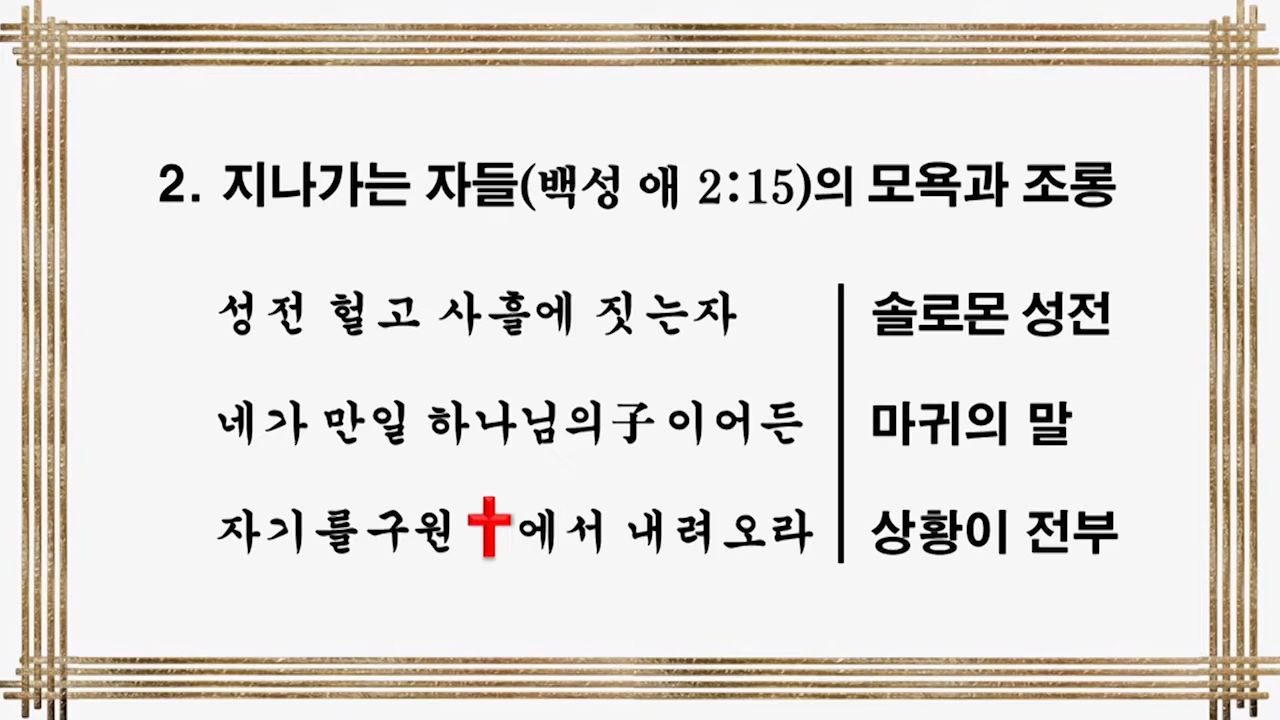 2. 지나가는 자들(백성 애 2:15)의 모욕과 조롱
성전 헐고 사흘에 짓는자 솔로몬 성전
네가 만일 하나님의子이어든 마귀의 말
자기를구원✝에서 내려오라 상황이 전부